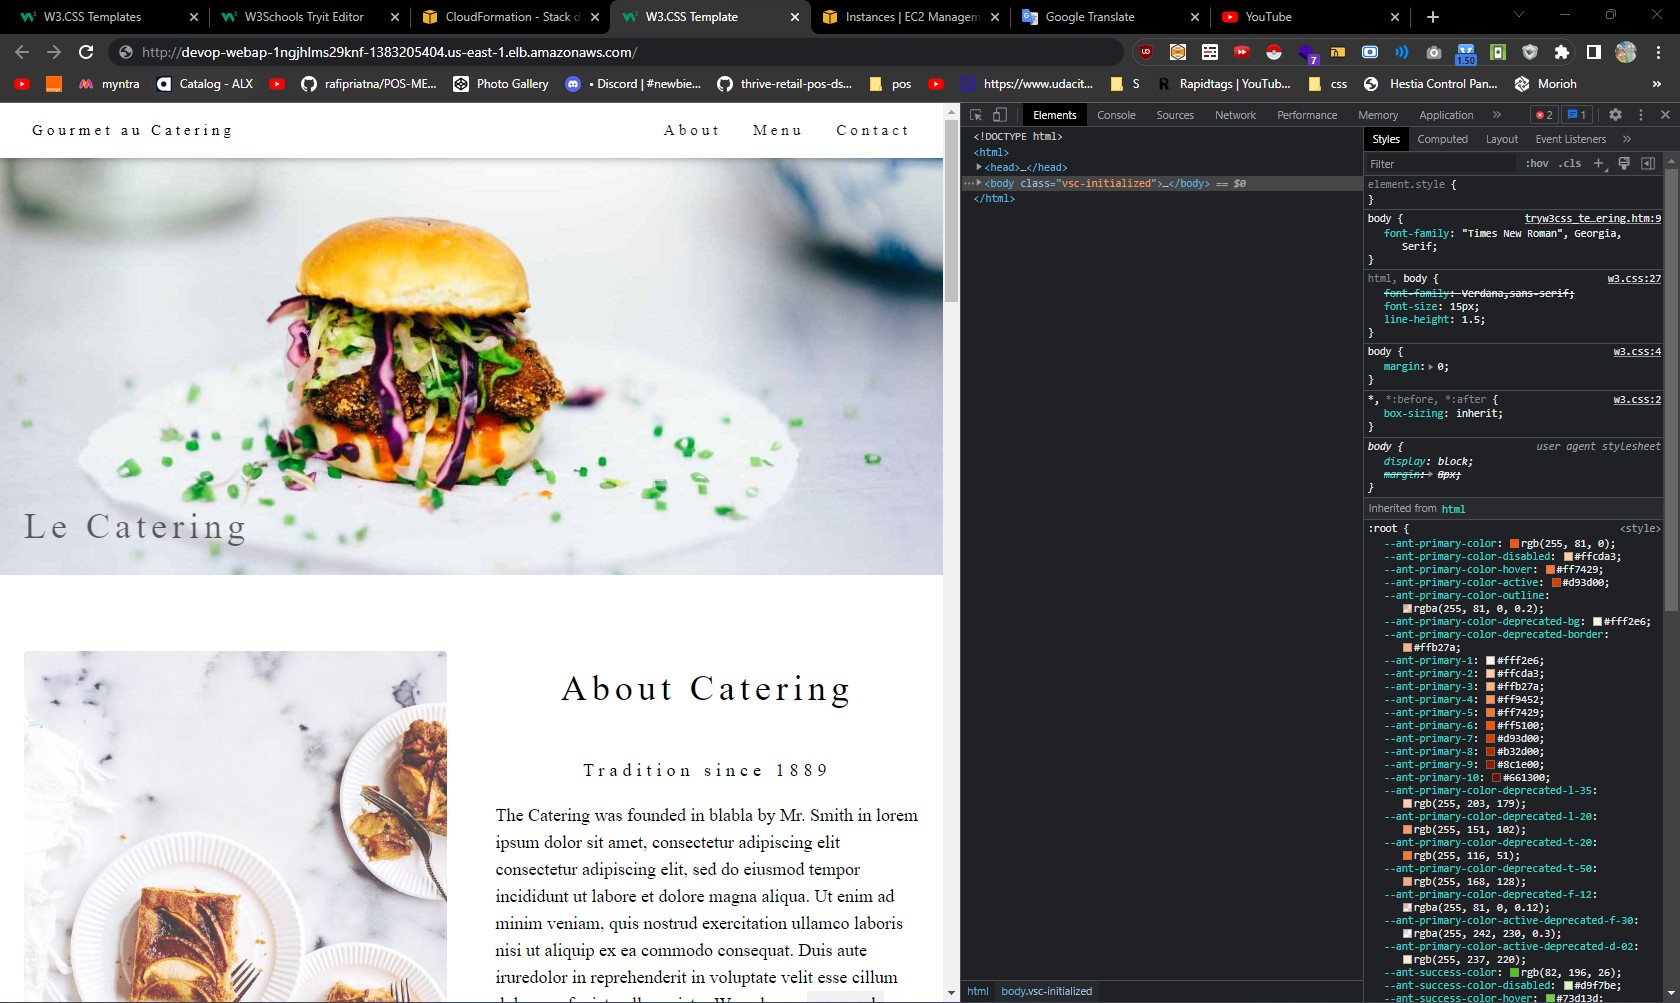 W3.CSS Templates
W3Schools Tryit Editor
CloudFormation - Stack d
W3.CSS Template
Instances | EC2 Managem
Google Translate
YouTube
http://devop-webap-1ngjhlms29knf-1383205404.us-east-1.elb.amazonaws.com/
7
1.50
myntra
Catalog - ALX
rafipriatna/POS-ME...
Photo Gallery
• Discord | #newbie...
thrive-retail-pos-ds...
pos
https://www.udacit...
S
Rapidtags | YouTub...
css
Hestia Control Pan...
Morioh
»
Gourmet au Catering
About
Menu
Contact
Le Catering
About Catering
Tradition since 1889
The Catering was founded in blabla by Mr. Smith in lorem
ipsum dolor sit amet, consectetur adipiscing elit
consectetur adipiscing elit, sed do eiusmod tempor
incididunt ut labore et dolore magna aliqua. Ut enim ad
minim veniam, quis nostrud exercitation ullamco laboris
nisi ut aliquip ex ea commodo consequat. Duis aute
iruredolor in reprehenderit in voluptate velit esse cillum
Elements
Console
Sources
Network
Performance
Memory
Application
»
2
1
<!DOCTYPE html>
<html>
<head>…</head>
<body class="vsc-initialized">…</body> == $0
</html>
html
body.vsc-initialized
Styles
Computed
Layout
Event Listeners
»
Filter
:hov .cls +
element.style {
}
body { tryw3css_te…ering.htm:9
font-family: "Times New Roman", Georgia,
Serif;
}
html, body { w3.css:27
font-family: Verdana,sans-serif;
font-size: 15px;
line-height: 1.5;
}
body { w3.css:4
margin: 0;
}
*, *:before, *:after { w3.css:2
box-sizing: inherit;
}
body { user agent stylesheet
display: block;
margin: 8px;
}
Inherited from html
:root { <style>
--ant-primary-color: rgb(255, 81, 0);
--ant-primary-color-disabled: #ffcda3;
--ant-primary-color-hover: #ff7429;
--ant-primary-color-active: #d93d00;
--ant-primary-color-outline:
rgba(255, 81, 0, 0.2);
--ant-primary-color-deprecated-bg: #fff2e6;
--ant-primary-color-deprecated-border:
#ffb27a;
--ant-primary-1: #fff2e6;
--ant-primary-2: #ffcda3;
--ant-primary-3: #ffb27a;
--ant-primary-4: #ff9452;
--ant-primary-5: #ff7429;
--ant-primary-6: #ff5100;
--ant-primary-7: #d93d00;
--ant-primary-8: #b32d00;
--ant-primary-9: #8c1e00;
--ant-primary-10: #661300;
--ant-primary-color-deprecated-l-35:
rgb(255, 203, 179);
--ant-primary-color-deprecated-l-20:
rgb(255, 151, 102);
--ant-primary-color-deprecated-t-20:
rgb(255, 116, 51);
--ant-primary-color-deprecated-t-50:
rgb(255, 168, 128);
--ant-primary-color-deprecated-f-12:
rgba(255, 81, 0, 0.12);
--ant-primary-color-active-deprecated-f-30:
rgba(255, 242, 230, 0.3);
--ant-primary-color-active-deprecated-d-02:
rgb(255, 237, 220);
--ant-success-color: rgb(82, 196, 26);
--ant-success-color-disabled: #d9f7be;
--ant-success-color-hover: #73d13d;